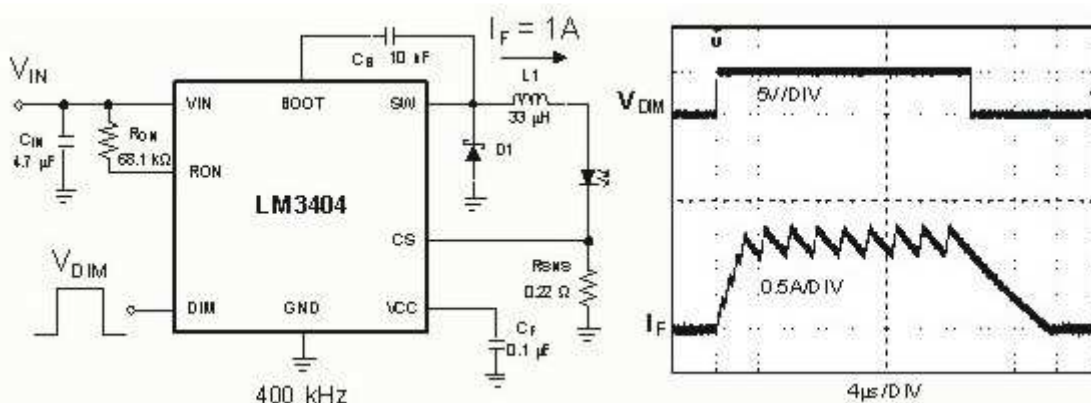 I_F = 1A
C_B 10 nF
L1
33 µH
V_IN
VIN
BOOT
SW
C_IN
4.7 µF
R_ON
68.1 kΩ
RON
D1
LM3404
CS
V_DIM
R_SNS
0.22 Ω
DIM
GND
VCC
C_F
0.1 µF
400 kHz
V_DIM
5V/DIV
0.5A/DIV
I_F
4µs/DIV